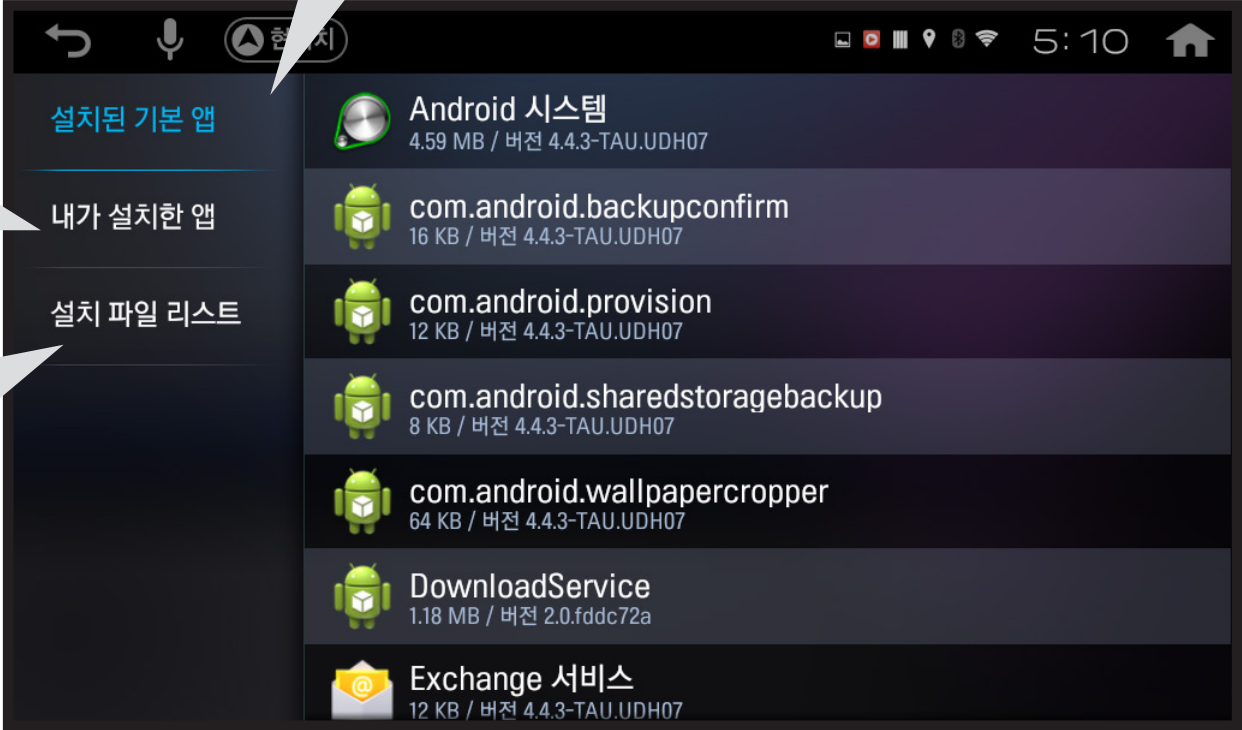 5:10
설치된 기본 앱
내가 설치한 앱
설치 파일 리스트
Android 시스템
4.59 MB / 버전 4.4.3-TAU.UDH07
com.android.backupconfirm
16 KB / 버전 4.4.3-TAU.UDH07
com.android.provision
12 KB / 버전 4.4.3-TAU.UDH07
com.android.sharedstoragebackup
8 KB / 버전 4.4.3-TAU.UDH07
com.android.wallpapercropper
64 KB / 버전 4.4.3-TAU.UDH07
DownloadService
1.18 MB / 버전 2.0.fddc72a
Exchange 서비스
12 KB / 버전 4.4.3-TAU.UDH07